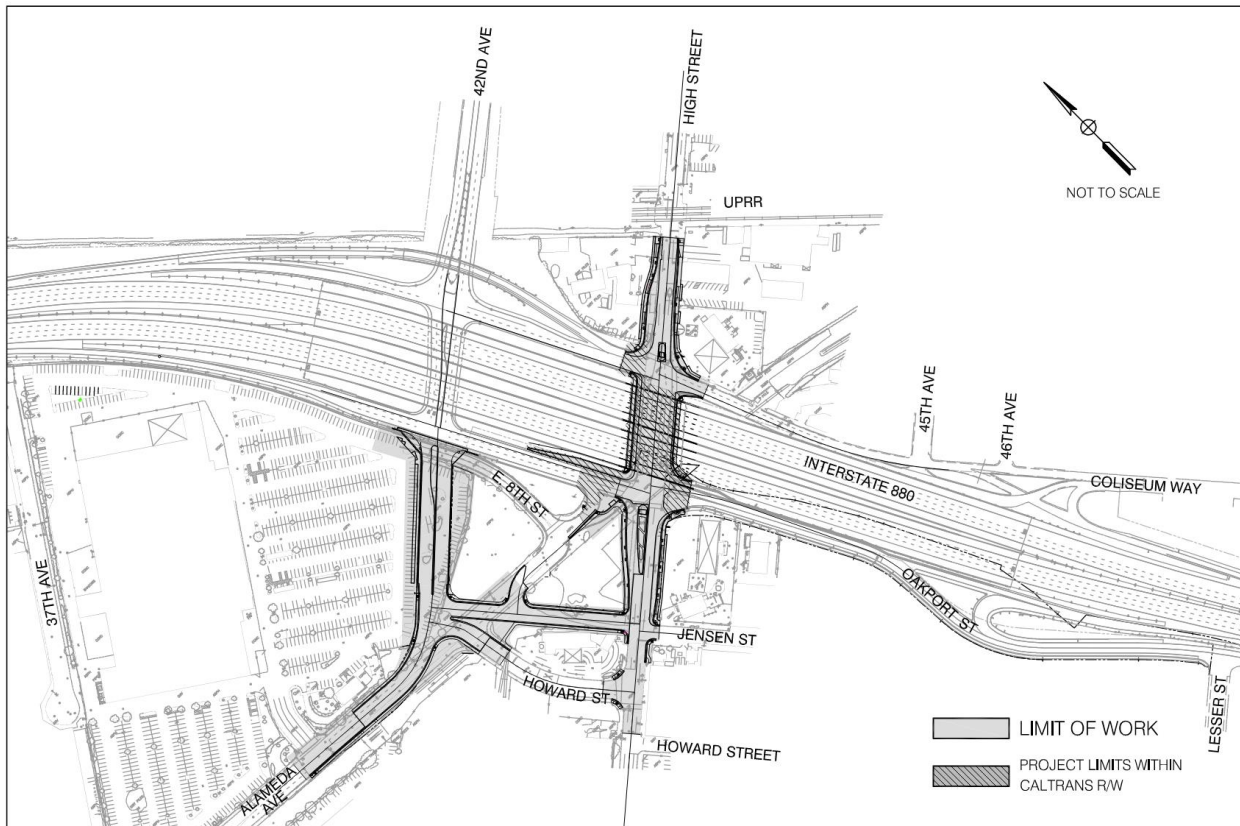 42ND AVE
HIGH STREET
NOT TO SCALE
UPRR
45TH AVE
46TH AVE
INTERSTATE 880
COLISEUM WAY
E. 8TH ST
37TH AVE
OAKPORT ST
JENSEN ST
HOWARD ST
LESSER ST
HOWARD STREET
ALAMEDA
AVE
LIMIT OF WORK
PROJECT LIMITS WITHIN
CALTRANS R/W